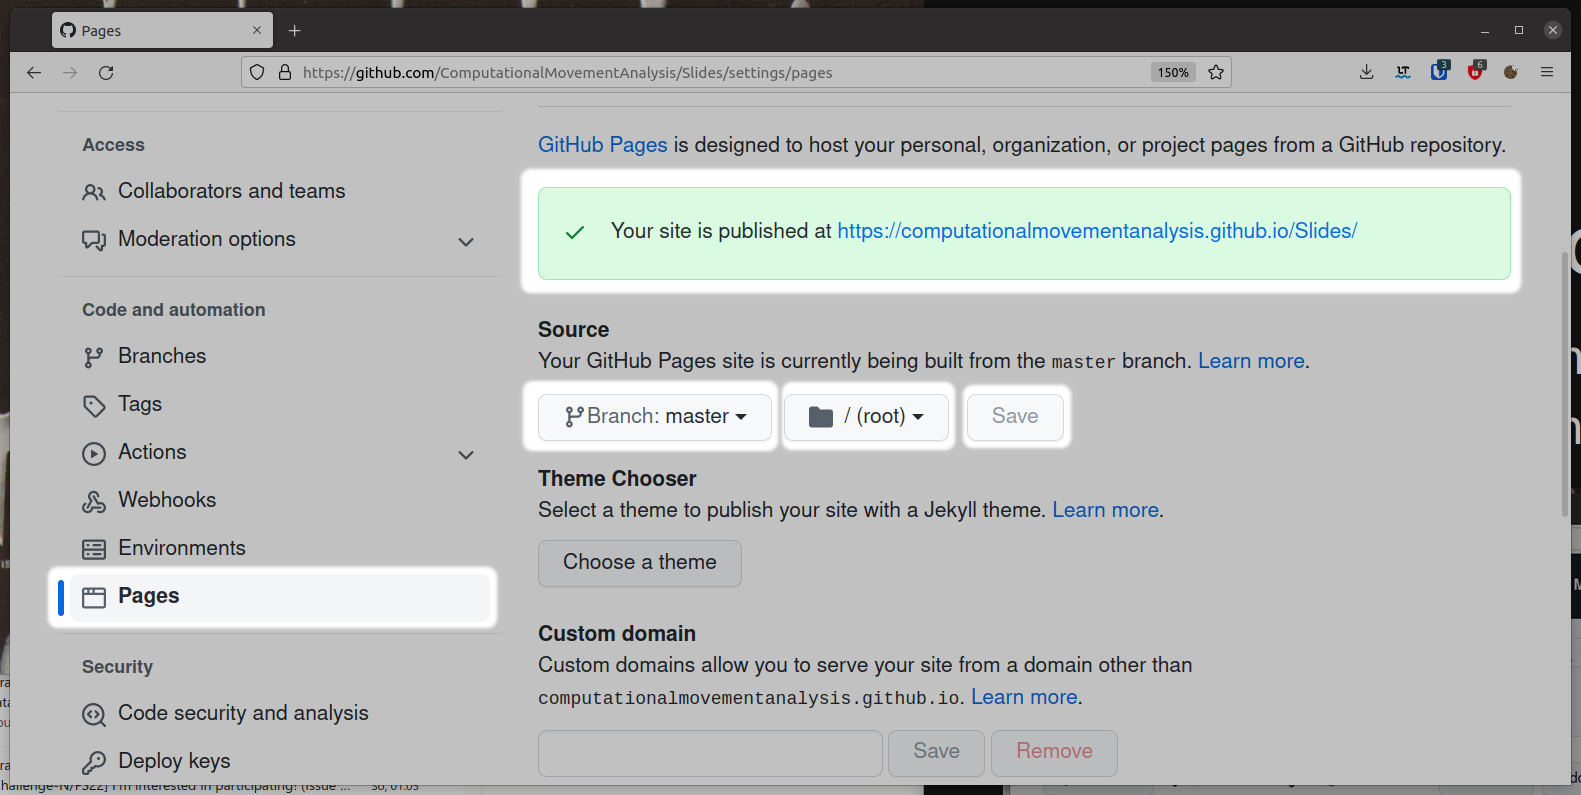 Pages
https://github.com/ComputationalMovementAnalysis/Slides/settings/pages
150%
LT
3
6
Access
Collaborators and teams
Moderation options
Code and automation
Branches
Tags
Actions
Webhooks
Environments
Pages
Security
Code security and analysis
Deploy keys
GitHub Pages is designed to host your personal, organization, or project pages from a GitHub repository.
Your site is published at https://computationalmovementanalysis.github.io/Slides/
Source
Your GitHub Pages site is currently being built from the master branch. Learn more.
Branch: master
/ (root)
Save
Theme Chooser
Select a theme to publish your site with a Jekyll theme. Learn more.
Choose a theme
Custom domain
Custom domains allow you to serve your site from a domain other than
computationalmovementanalysis.github.io. Learn more.
Save
Remove